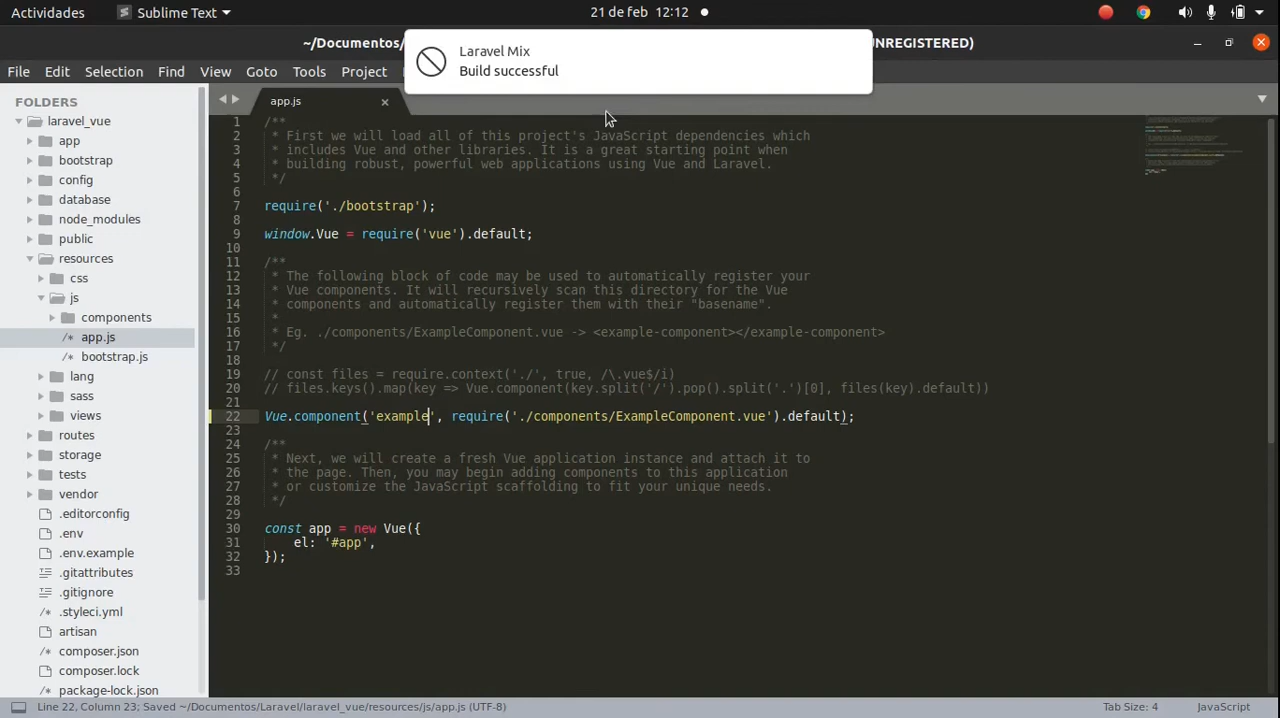 Actividades
Sublime Text
21 de feb 12:12
~/Documentos/
UNREGISTERED)
Laravel Mix
Build successful
File Edit Selection Find View Goto Tools Project
FOLDERS
laravel_vue
app
bootstrap
config
database
node_modules
public
resources
css
js
components
/* app.js
/* bootstrap.js
lang
sass
views
routes
storage
tests
vendor
.editorconfig
.env
.env.example
.gitattributes
.gitignore
/* .styleci.yml
artisan
/* composer.json
composer.lock
/* package-lock.json
app.js
1 /**
2 * First we will load all of this project's JavaScript dependencies which
3 * includes Vue and other libraries. It is a great starting point when
4 * building robust, powerful web applications using Vue and Laravel.
5 */
6
7 require('./bootstrap');
8
9 window.Vue = require('vue').default;
10
11 /**
12 * The following block of code may be used to automatically register your
13 * Vue components. It will recursively scan this directory for the Vue
14 * components and automatically register them with their "basename".
15 *
16 * Eg. ./components/ExampleComponent.vue -> <example-component></example-component>
17 */
18
19 // const files = require.context('./', true, /\.vue$/i)
20 // files.keys().map(key => Vue.component(key.split('/').pop().split('.')[0], files(key).default))
21
22 Vue.component('example', require('./components/ExampleComponent.vue').default);
23
24 /**
25 * Next, we will create a fresh Vue application instance and attach it to
26 * the page. Then, you may begin adding components to this application
27 * or customize the JavaScript scaffolding to fit your unique needs.
28 */
29
30 const app = new Vue({
31 el: '#app',
32 });
33
Line 22, Column 23; Saved ~/Documentos/Laravel/laravel_vue/resources/js/app.js (UTF-8)
Tab Size: 4
JavaScript